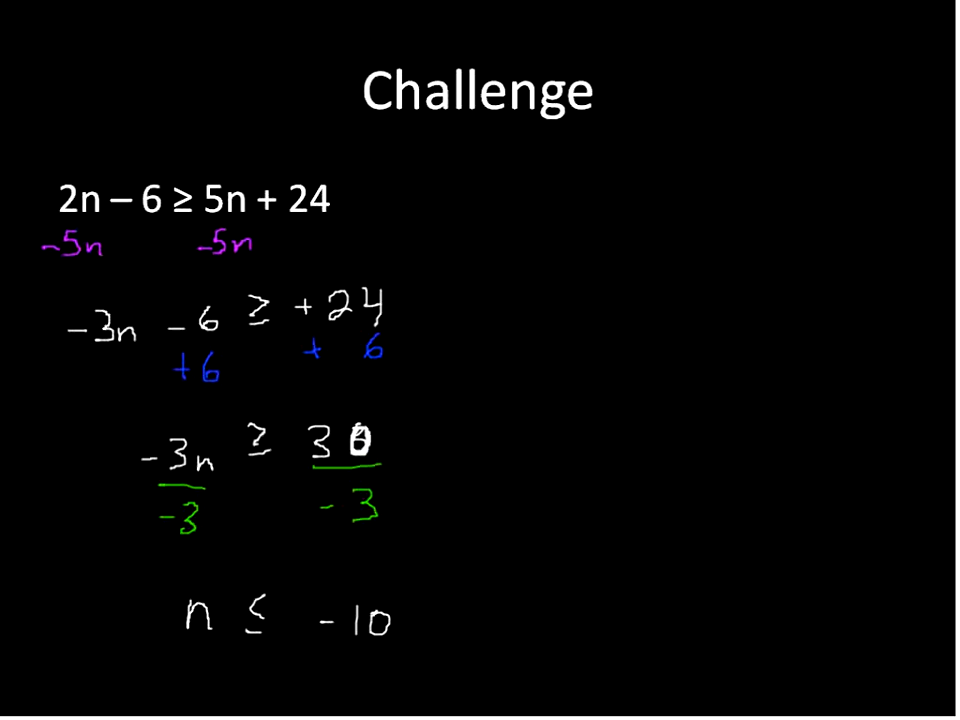 Challenge
2n – 6 ≥ 5n + 24
-5n -5n
-3n - 6 ≥ + 24
+6 + 6
-3n ≥ 30
-3 - 3
n ≤ -10